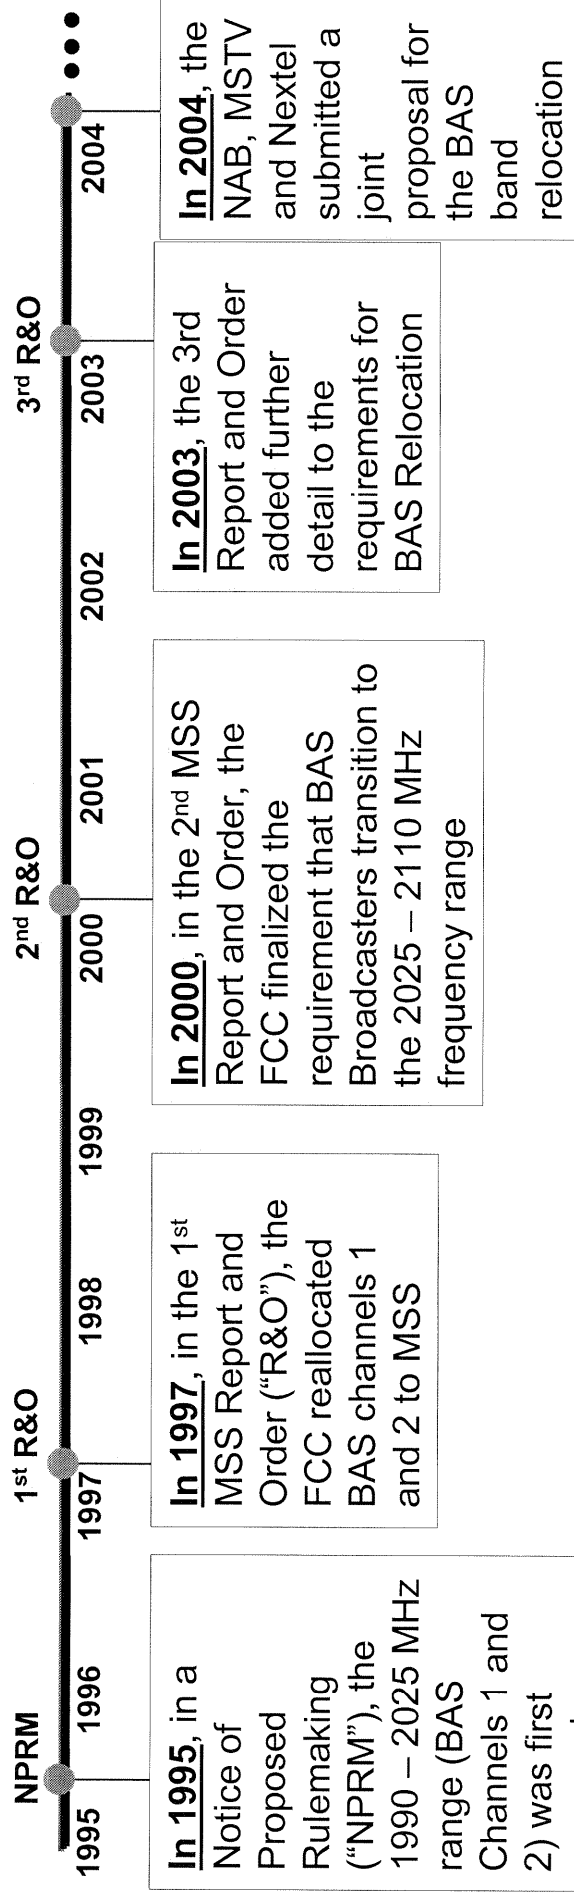 NPRM
1st R&O
2nd R&O
3rd R&O
1995
1996
1997
1998
1999
2000
2001
2002
2003
2004
In 1995, in a
Notice of
Proposed
Rulemaking
("NPRM"), the
1990 – 2025 MHz
range (BAS
Channels 1 and
2) was first
In 1997, in the 1st
MSS Report and
Order ("R&O"), the
FCC reallocated
BAS channels 1
and 2 to MSS
In 2000, in the 2nd MSS
Report and Order, the
FCC finalized the
requirement that BAS
Broadcasters transition to
the 2025 – 2110 MHz
frequency range
In 2003, the 3rd
Report and Order
added further
detail to the
requirements for
BAS Relocation
In 2004, the
NAB, MSTV
and Nextel
submitted a
joint
proposal for
the BAS
band
relocation